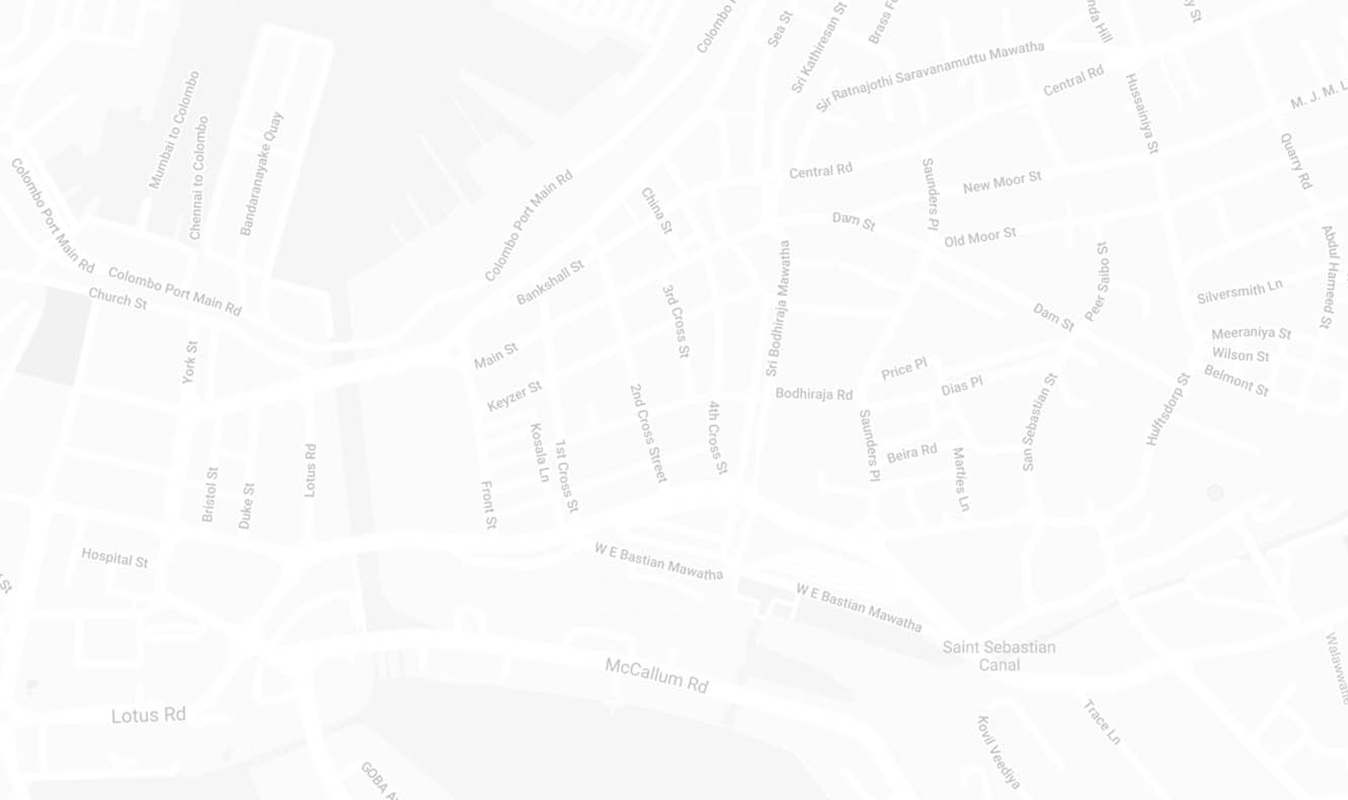 Colombo
Sea St
Sri Kathiresan St
Brass
Sir Ratnajothi Saravanamuttu Mawatha
Hill
St
Central Rd
Hussainiya St
M. J. M. L
Mumbai to Colombo
Chennai to Colombo
Bandaranayake Quay
Colombo Port Main Rd
Colombo Port Main Rd
Central Rd
Saunders Pl
New Moor St
Quarry Rd
China St
Dam St
Old Moor St
Colombo Port Main Rd
Church St
Bankshall St
3rd Cross St
Sri Bodhiraja Mawatha
Peer Saibo St
Abdul Hameed St
Silversmith Ln
Dam St
Meeraniya St
Wilson St
Belmont St
York St
Main St
Keyzer St
Price Pl
Dias Pl
Bodhiraja Rd
2nd Cross Street
4th Cross St
Saunders Pl
San Sebastian St
Hulftsdorp St
Kosala Ln
1st Cross St
Beira Rd
Marties Ln
Lotus Rd
Bristol St
Duke St
Front St
Hospital St
St
W E Bastian Mawatha
W E Bastian Mawatha
Saint Sebastian
Canal
McCallum Rd
Lotus Rd
Kovil Veediya
Trace Ln
GOBA